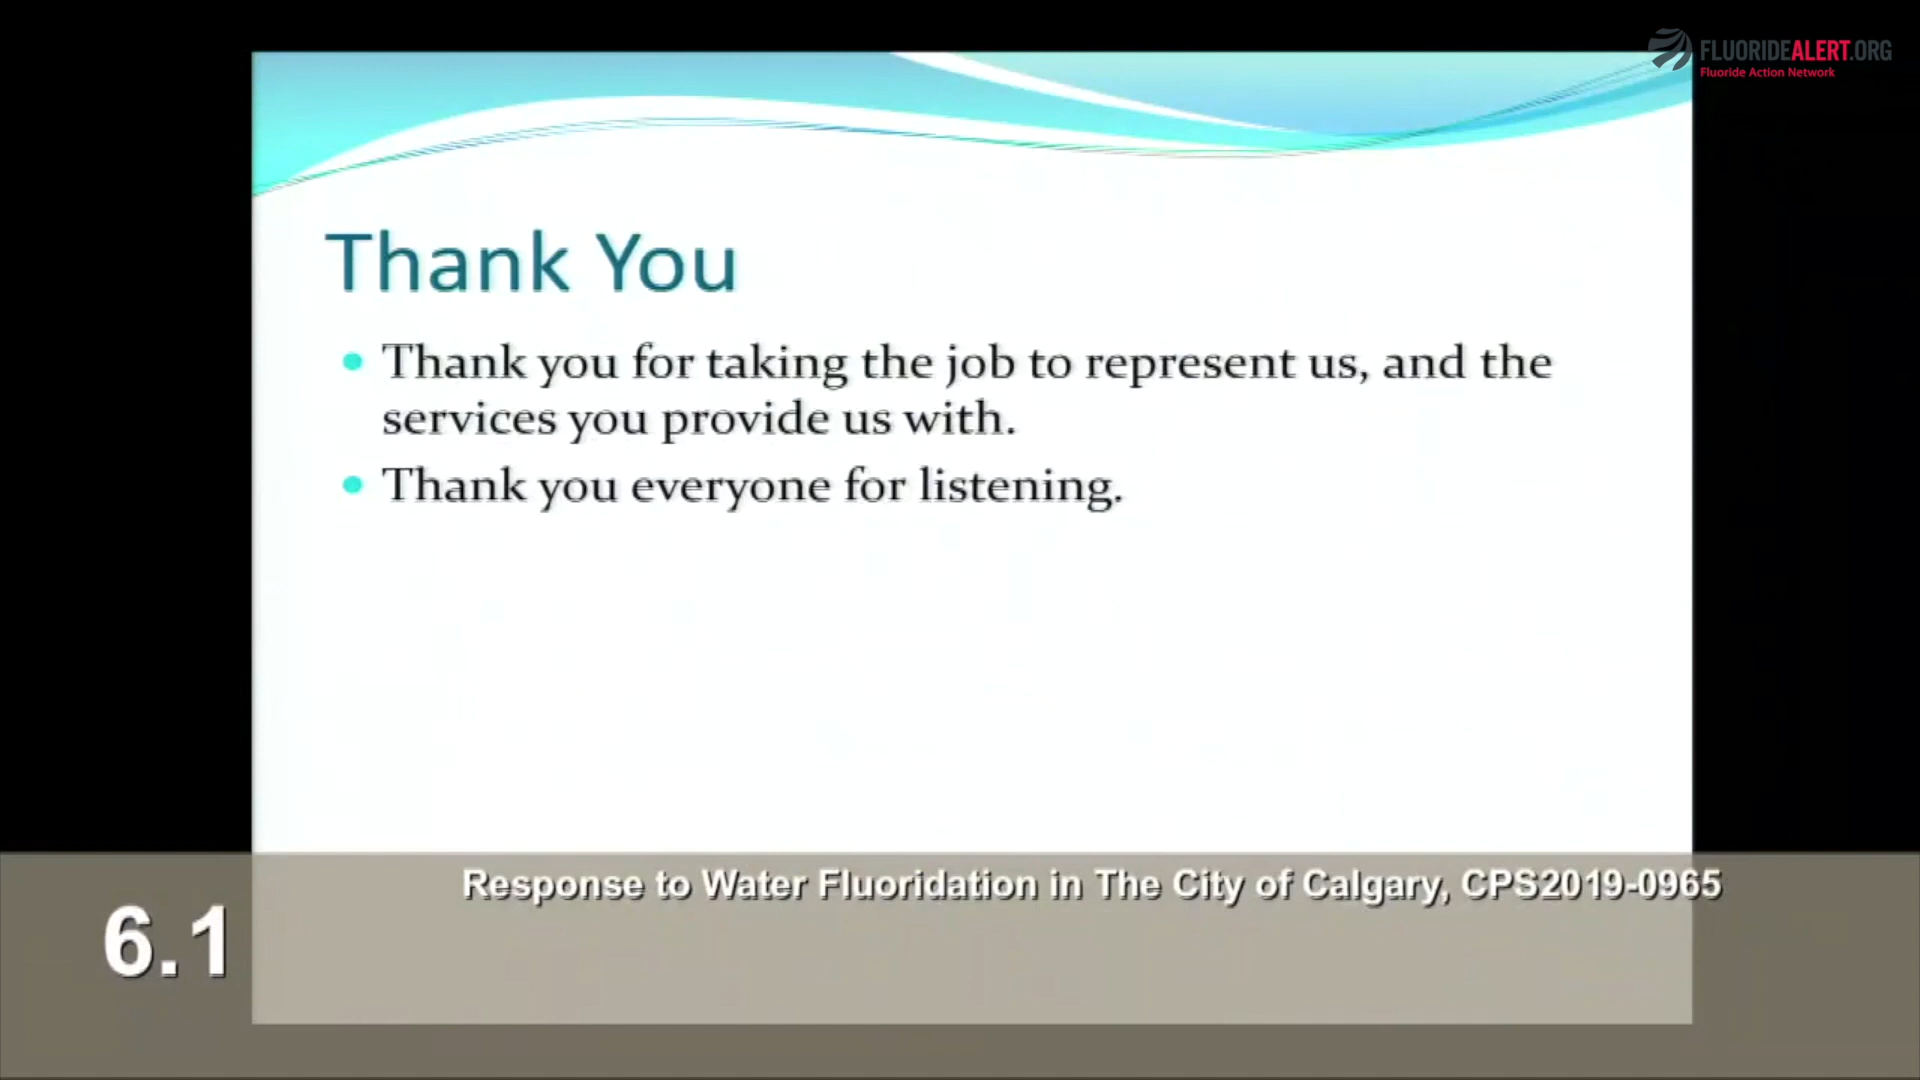 FLUORIDEALERT.ORG
Fluoride Action Network
Thank You
Thank you for taking the job to represent us, and the
services you provide us with.
Thank you everyone for listening.
Response to Water Fluoridation in The City of Calgary, CPS2019-0965
6.1